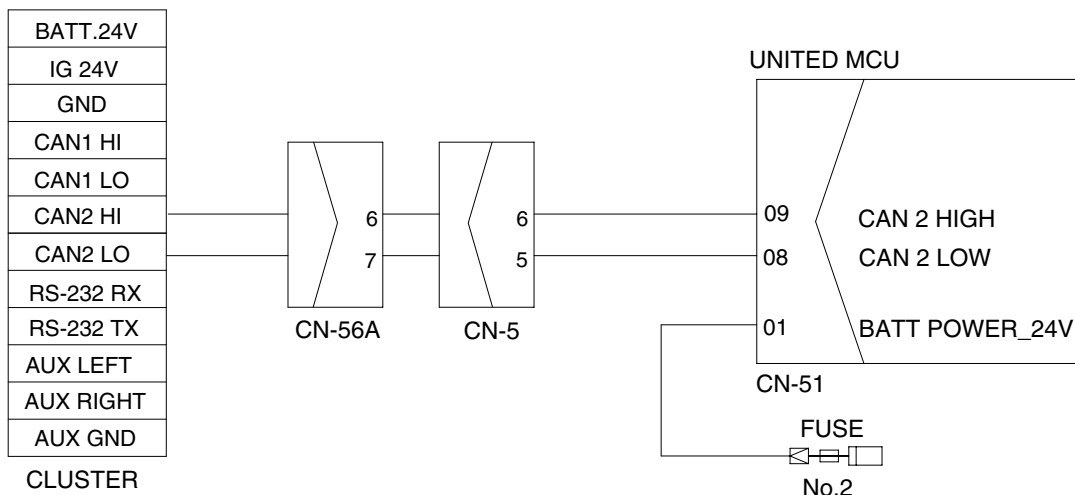 BATT.24V
IG 24V
GND
CAN1 HI
CAN1 LO
CAN2 HI
CAN2 LO
RS-232 RX
RS-232 TX
AUX LEFT
AUX RIGHT
AUX GND
CLUSTER
6
7
CN-56A
6
5
CN-5
UNITED MCU
09 CAN 2 HIGH
08 CAN 2 LOW
01 BATT POWER_24V
CN-51
FUSE
No.2